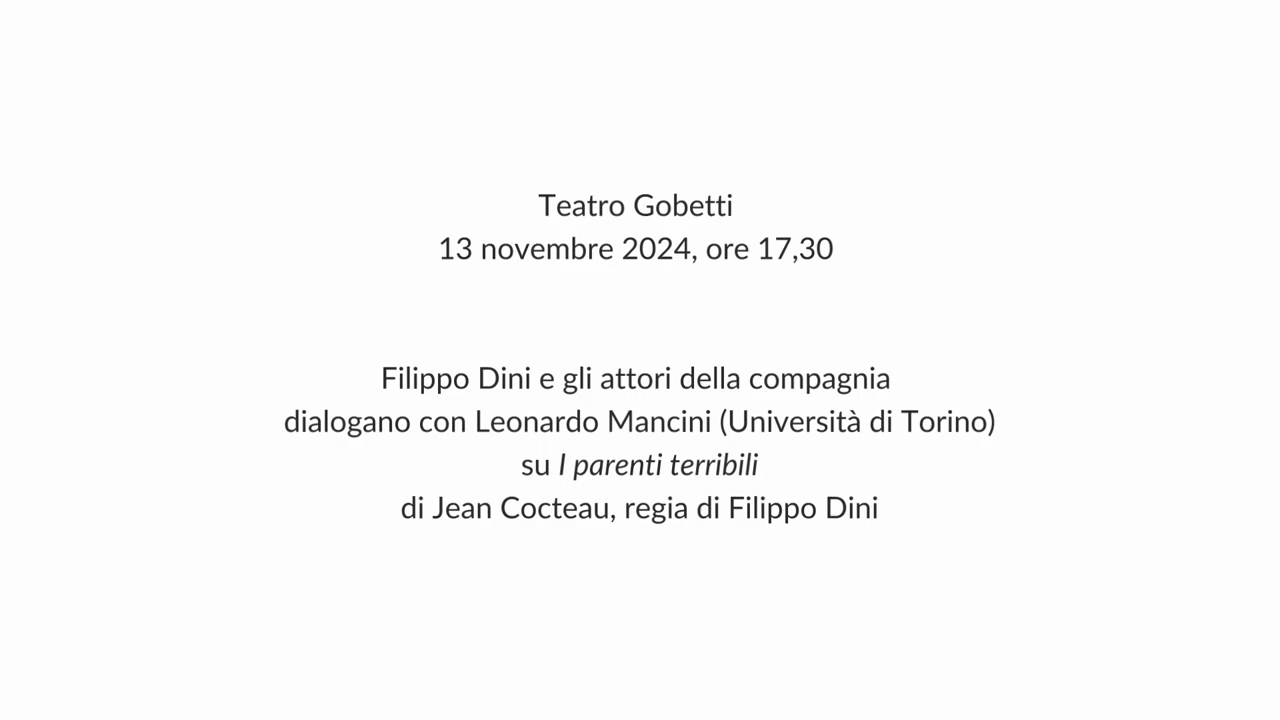 Teatro Gobetti
13 novembre 2024, ore 17,30
Filippo Dini e gli attori della compagnia
dialogano con Leonardo Mancini (Università di Torino)
su I parenti terribili
di Jean Cocteau, regia di Filippo Dini